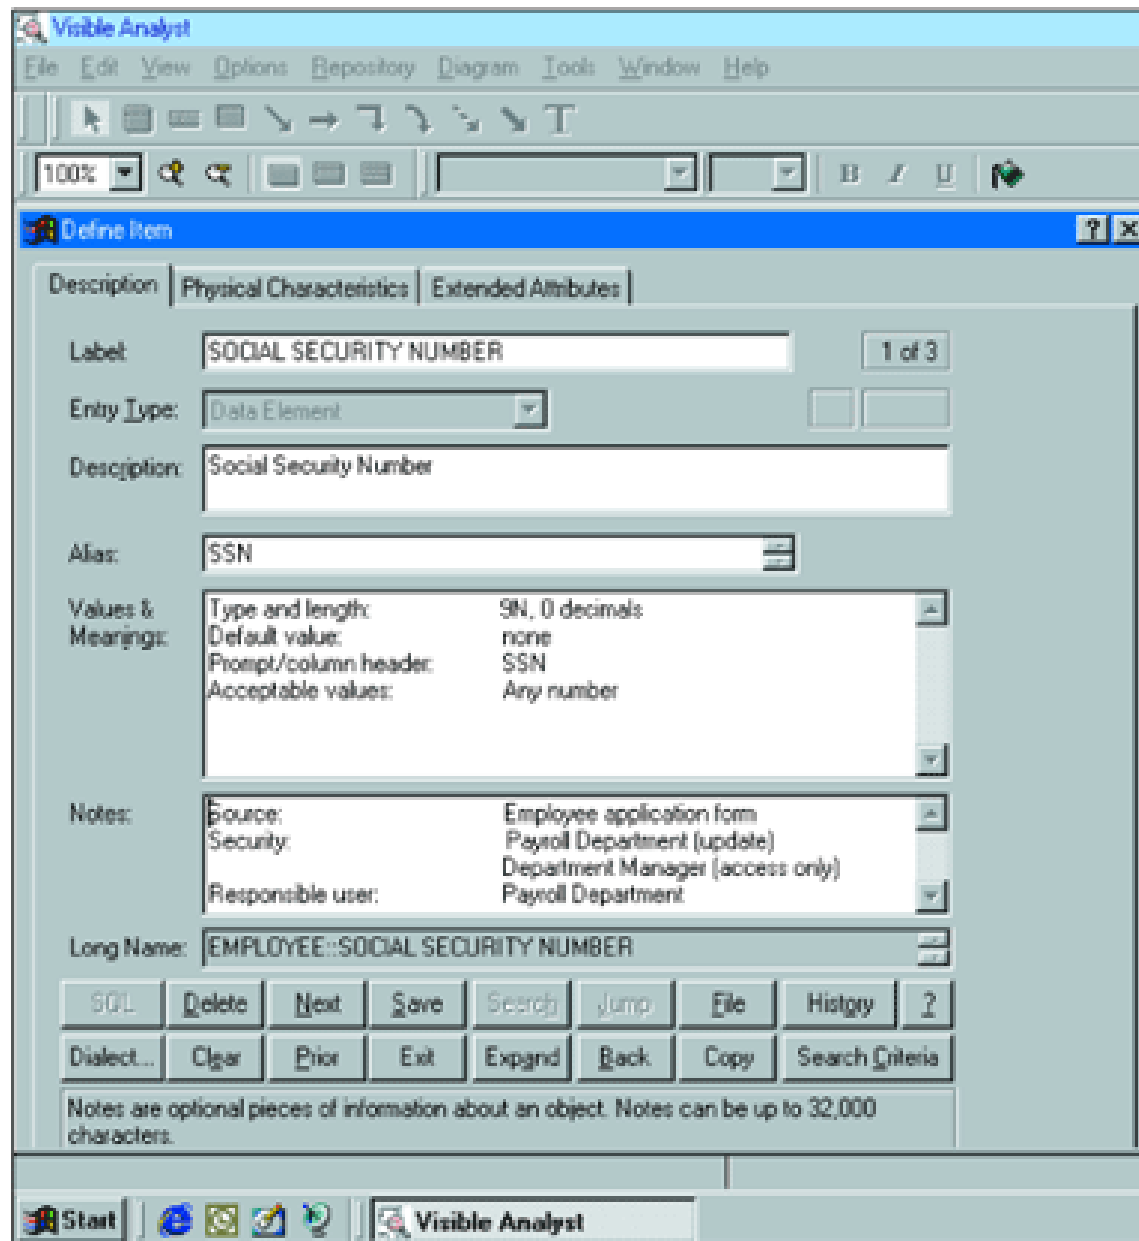 Visible Analyst
File Edit View Options Repository Diagram Tools Window Help
T
100% B I U
Define Item ? X
Description Physical Characteristics Extended Attributes
Label: SOCIAL SECURITY NUMBER 1 of 3
Entry Type: Data Element
Description: Social Security Number
Alias: SSN
Values & Meanings: Type and length: 9N, 0 decimals
Default value: none
Prompt/column header: SSN
Acceptable values: Any number
Notes: Source: Employee application form
Security: Payroll Department (update)
Department Manager (access only)
Responsible user: Payroll Department
Long Name: EMPLOYEE::SOCIAL SECURITY NUMBER
SQL Delete Next Save Search Jump File History ?
Dialect... Clear Prior Exit Expand Back Copy Search Criteria
Notes are optional pieces of information about an object. Notes can be up to 32,000
characters.
Start Visible Analyst